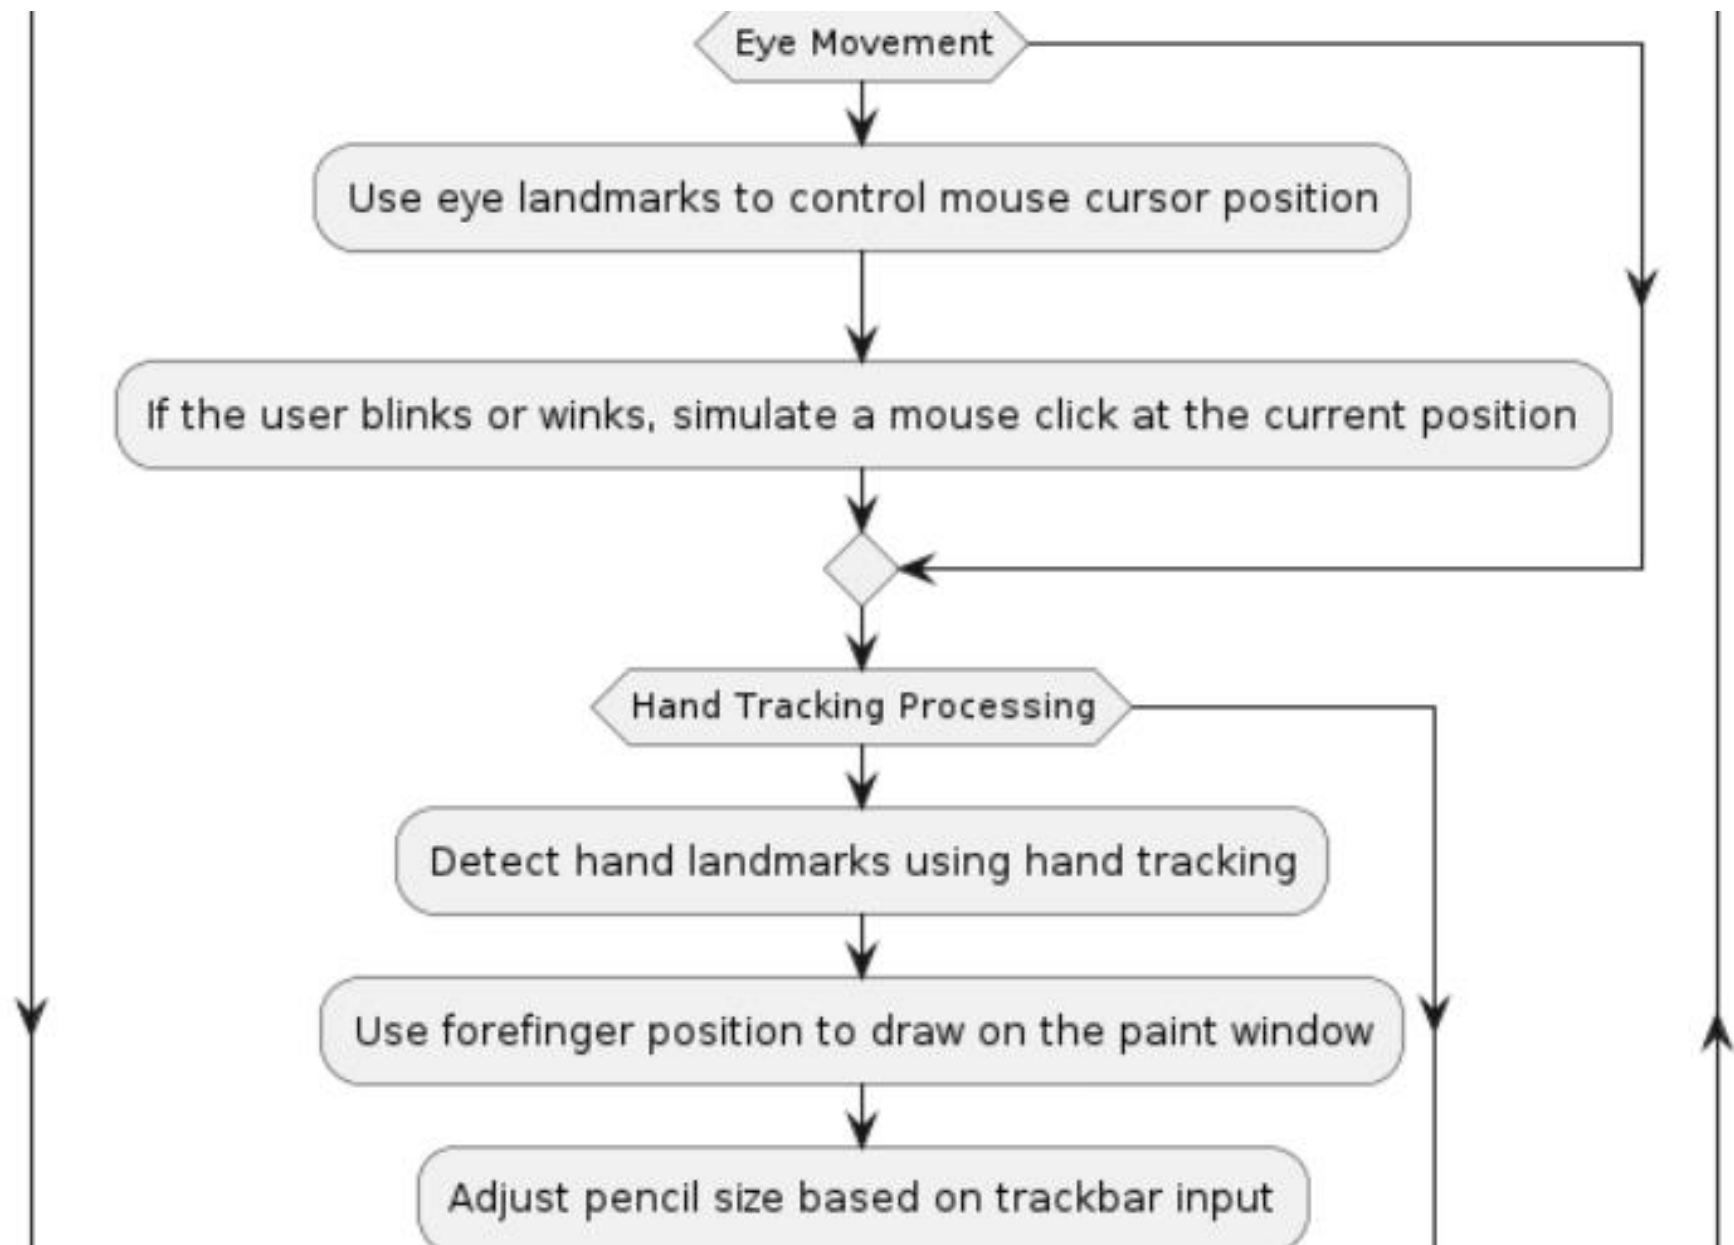 Eye Movement
Use eye landmarks to control mouse cursor position
If the user blinks or winks, simulate a mouse click at the current position
Hand Tracking Processing
Detect hand landmarks using hand tracking
Use forefinger position to draw on the paint window
Adjust pencil size based on trackbar input